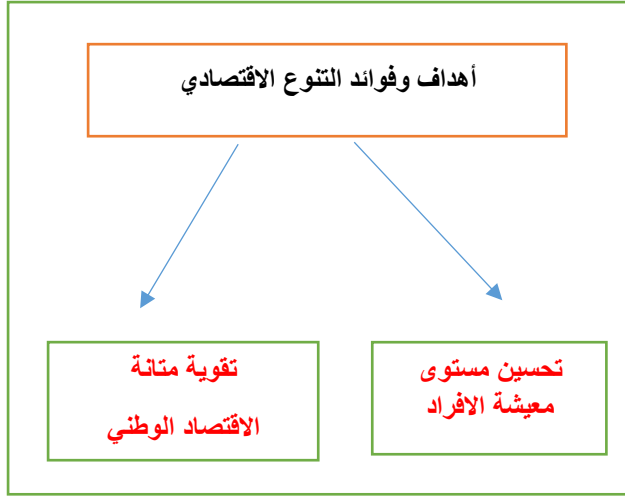 أهداف وفوائد التنوع الاقتصادي
تحسين مستوى
معيشة الافراد
تقوية متانة
الاقتصاد الوطني